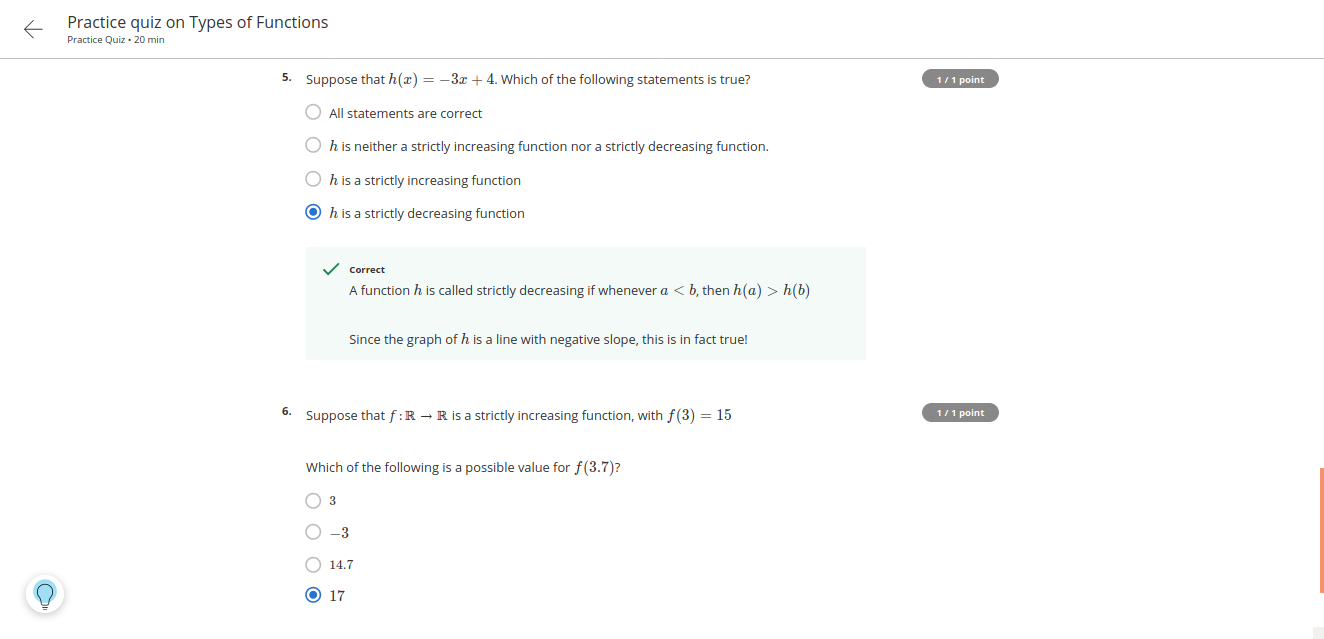 Practice quiz on Types of Functions
Practice Quiz • 20 min
5. Suppose that h(x) = −3x + 4. Which of the following statements is true? 1 / 1 point
All statements are correct
h is neither a strictly increasing function nor a strictly decreasing function.
h is a strictly increasing function
h is a strictly decreasing function
Correct
A function h is called strictly decreasing if whenever a < b, then h(a) > h(b)
Since the graph of h is a line with negative slope, this is in fact true!
6. Suppose that f : ℝ → ℝ is a strictly increasing function, with f(3) = 15 1 / 1 point
Which of the following is a possible value for f(3.7)?
3
−3
14.7
17